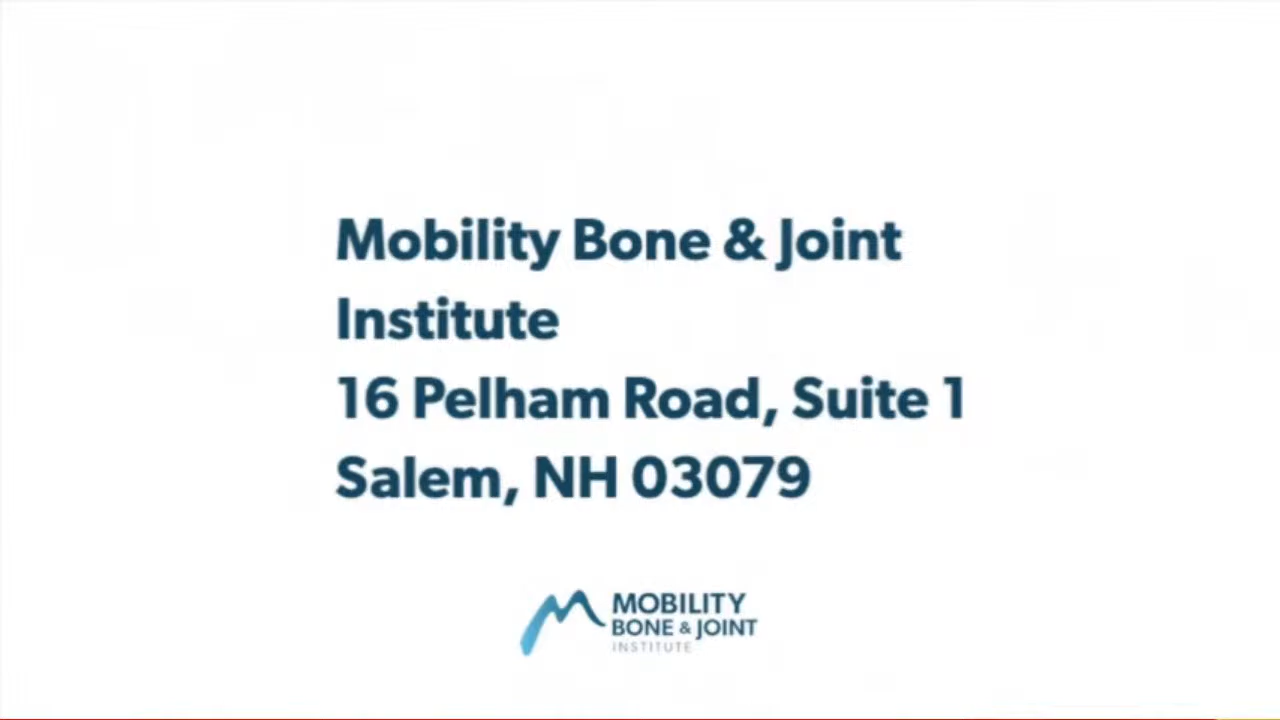 Mobility Bone & Joint
Institute
16 Pelham Road, Suite 1
Salem, NH 03079
MOBILITY
BONE & JOINT
INSTITUTE